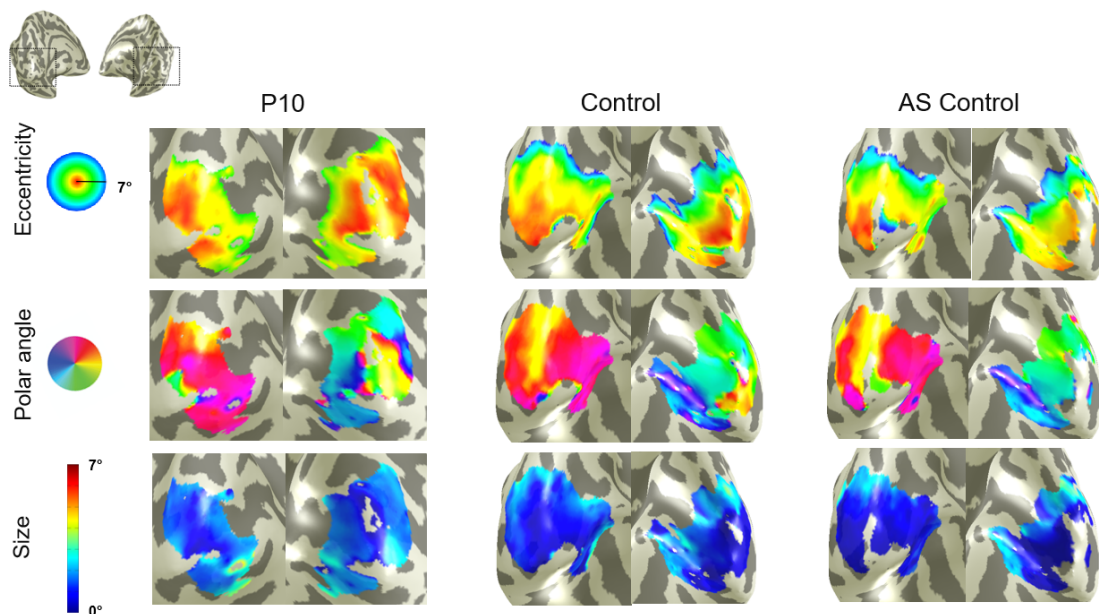 P10
Control
AS Control
Eccentricity
7°
Polar angle
Size
7°
0°